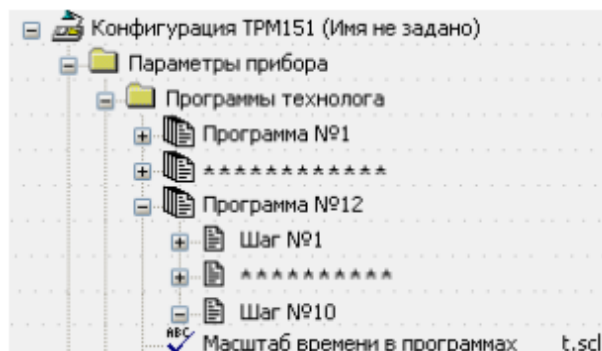 Конфигурация ТРМ151 (Имя не задано)
Параметры прибора
Программы технолога
Программа №1
************
Программа №12
Шаг №1
**********
Шаг №10
Масштаб времени в программах t.scl